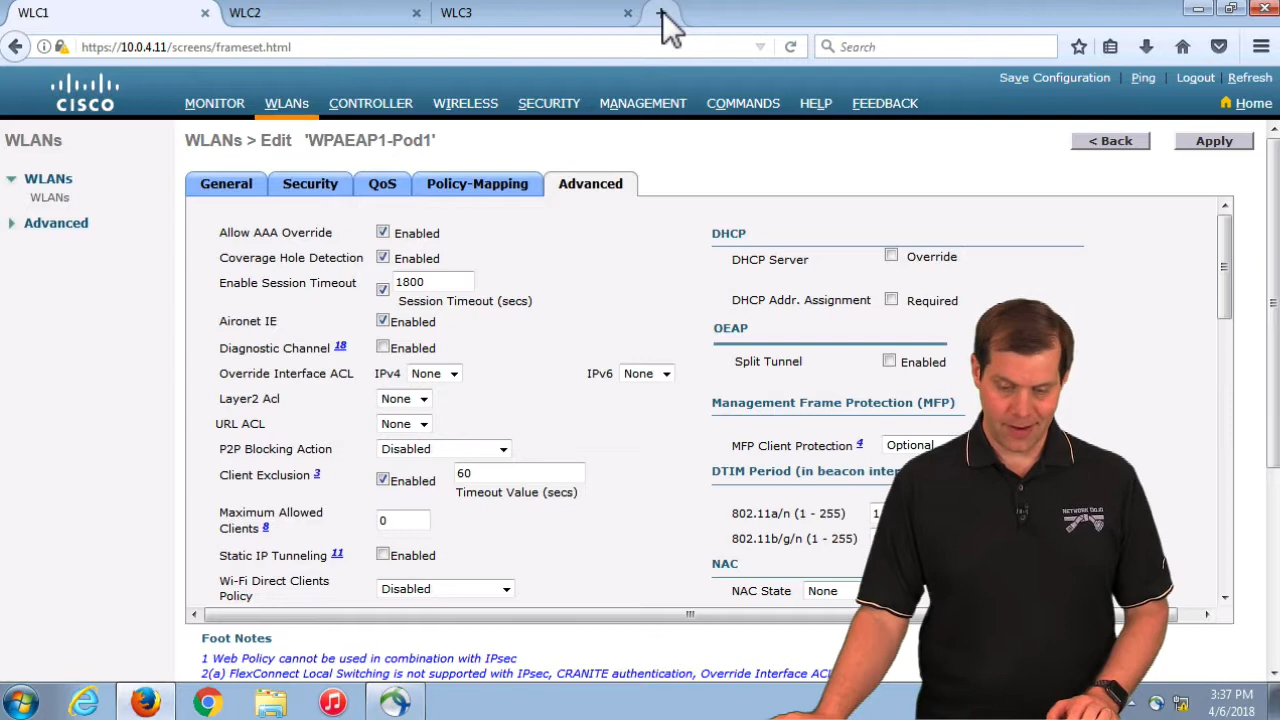 WLC1
WLC2
WLC3
https://10.0.4.11/screens/frameset.html
Search
Save Configuration Ping Logout Refresh
CISCO
MONITOR WLANs CONTROLLER WIRELESS SECURITY MANAGEMENT COMMANDS HELP FEEDBACK
Home
WLANs
WLANs > Edit 'WPAEAP1-Pod1'
< Back
Apply
WLANs
WLANs
Advanced
General Security QoS Policy-Mapping Advanced
Allow AAA Override Enabled
Coverage Hole Detection Enabled
Enable Session Timeout 1800
Session Timeout (secs)
Aironet IE Enabled
Diagnostic Channel 18 Enabled
Override Interface ACL IPv4 None IPv6 None
Layer2 Acl None
URL ACL None
P2P Blocking Action Disabled
Client Exclusion 3 Enabled 60
Timeout Value (secs)
Maximum Allowed
Clients 8 0
Static IP Tunneling 11 Enabled
Wi-Fi Direct Clients
Policy Disabled
DHCP
DHCP Server Override
DHCP Addr. Assignment Required
OEAP
Split Tunnel Enabled
Management Frame Protection (MFP)
MFP Client Protection 4 Optional
DTIM Period (in beacon
802.11a/n (1 - 255) 1
802.11b/g/n (1 - 255)
NAC
NAC State None
NETWORK DOJO
Foot Notes
1 Web Policy cannot be used in combination with IPsec
2(a) FlexConnect Local Switching is not supported with IPsec, CRANITE authentication, Override Interface
3:37 PM
4/6/2018